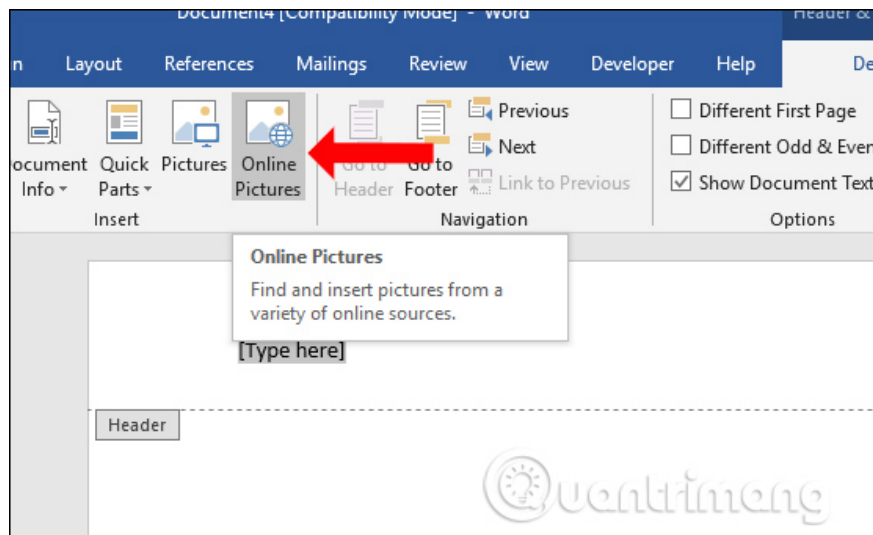 Document4 [Compatibility Mode] - Word
Header &
n Layout References Mailings Review View Developer Help De
ocument Info
Quick Parts
Pictures
Online Pictures
Go to Header
Go to Footer
Previous
Next
Link to Previous
Different First Page
Different Odd & Even
Show Document Text
Insert
Navigation
Options
Online Pictures
Find and insert pictures from a
variety of online sources.
[Type here]
Header
Quantrimang